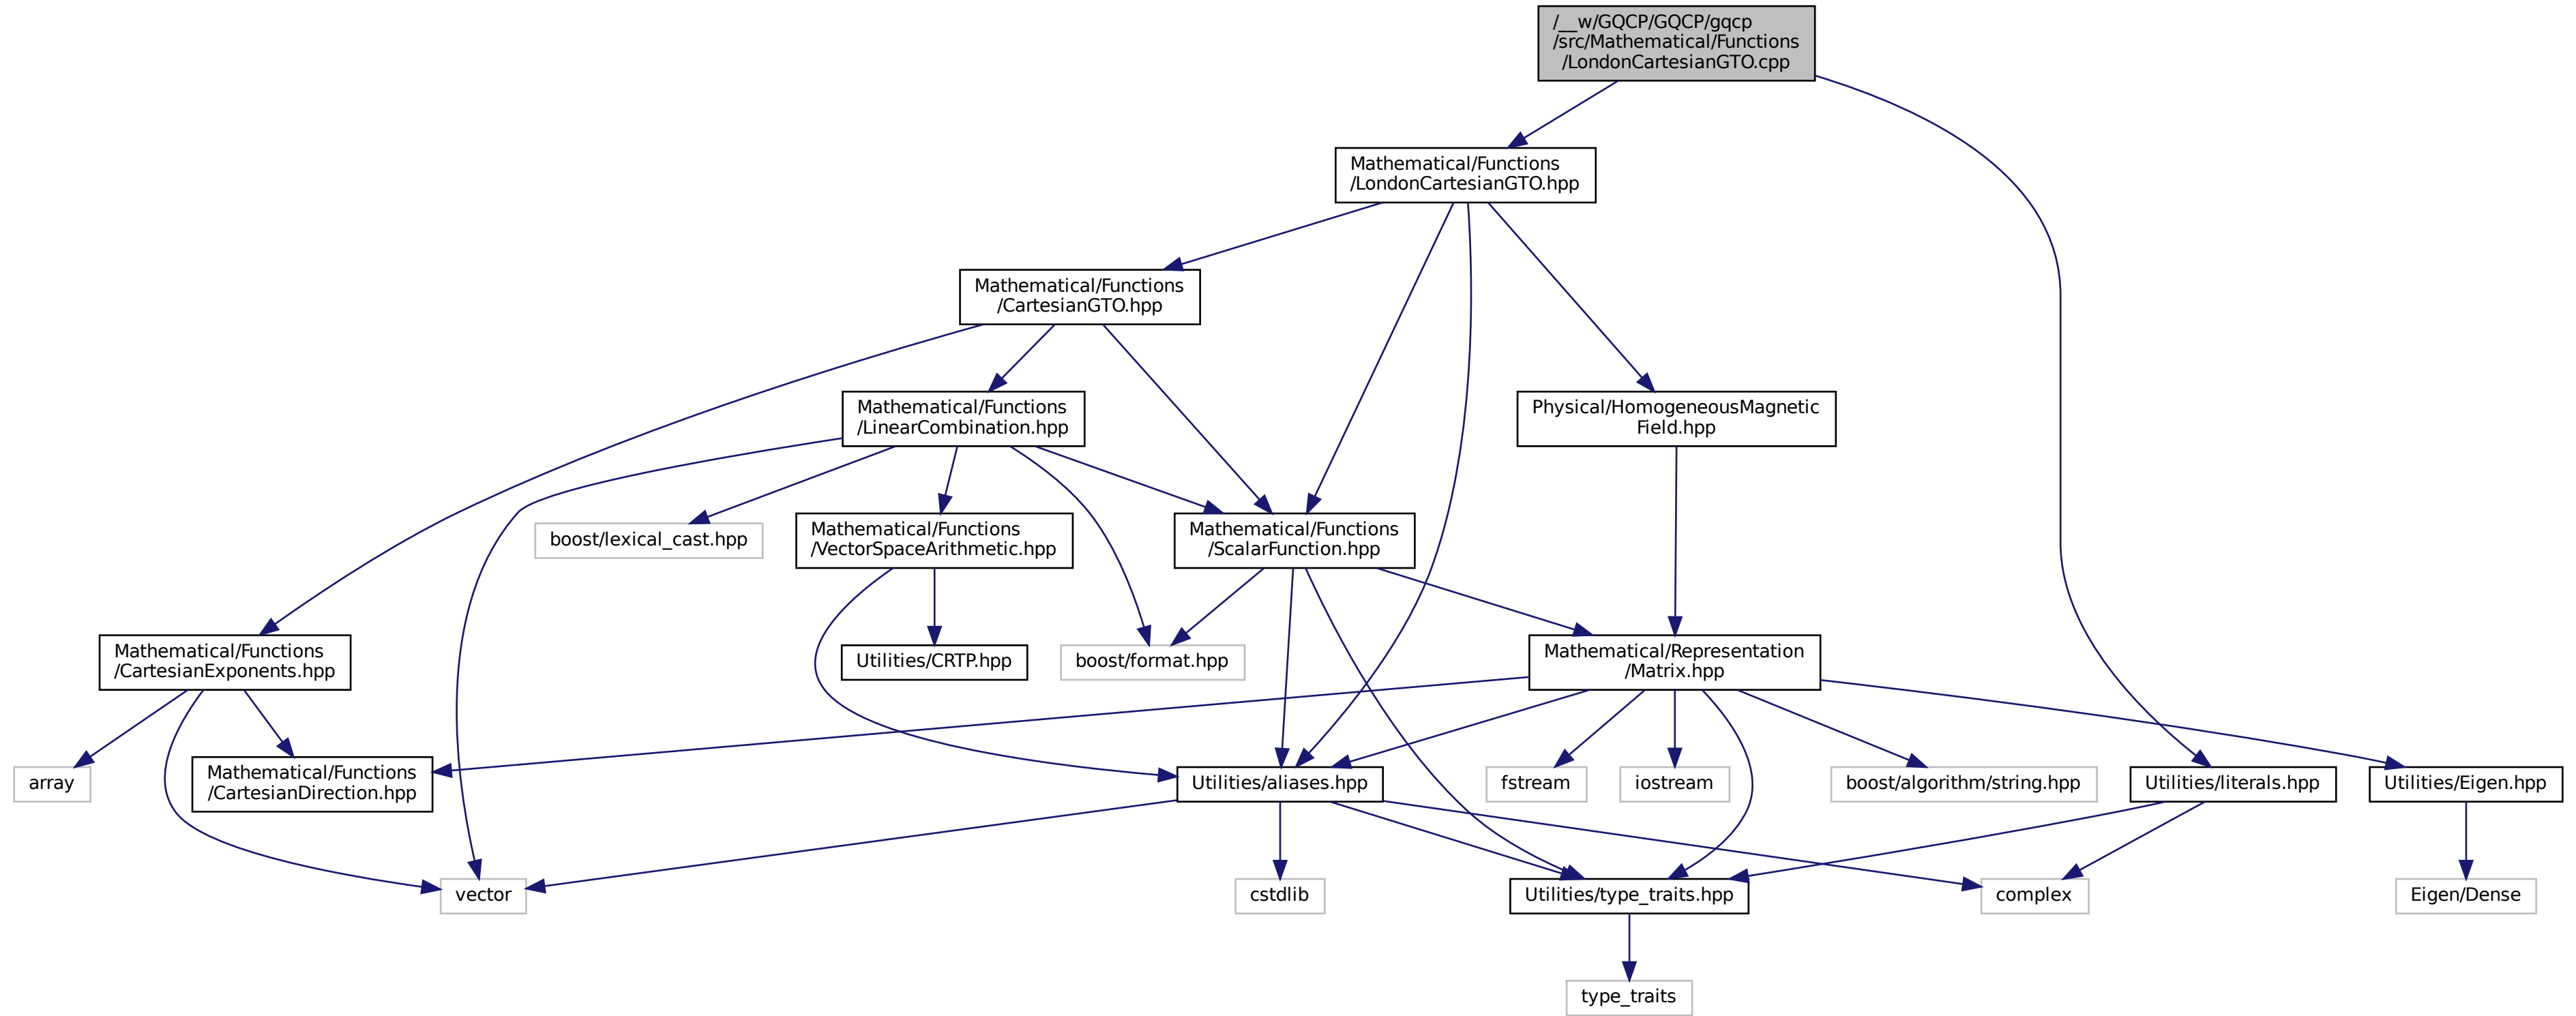 /__w/GQCP/GQCP/gqcp
/src/Mathematical/Functions
/LondonCartesianGTO.cpp
Mathematical/Functions
/LondonCartesianGTO.hpp
Mathematical/Functions
/CartesianGTO.hpp
Mathematical/Functions
/LinearCombination.hpp
Physical/HomogeneousMagnetic
Field.hpp
boost/lexical_cast.hpp
Mathematical/Functions
/VectorSpaceArithmetic.hpp
Mathematical/Functions
/ScalarFunction.hpp
Mathematical/Functions
/CartesianExponents.hpp
Utilities/CRTP.hpp
boost/format.hpp
Mathematical/Representation
/Matrix.hpp
array
Mathematical/Functions
/CartesianDirection.hpp
Utilities/aliases.hpp
fstream
iostream
boost/algorithm/string.hpp
Utilities/literals.hpp
Utilities/Eigen.hpp
vector
cstdlib
Utilities/type_traits.hpp
complex
Eigen/Dense
type_traits